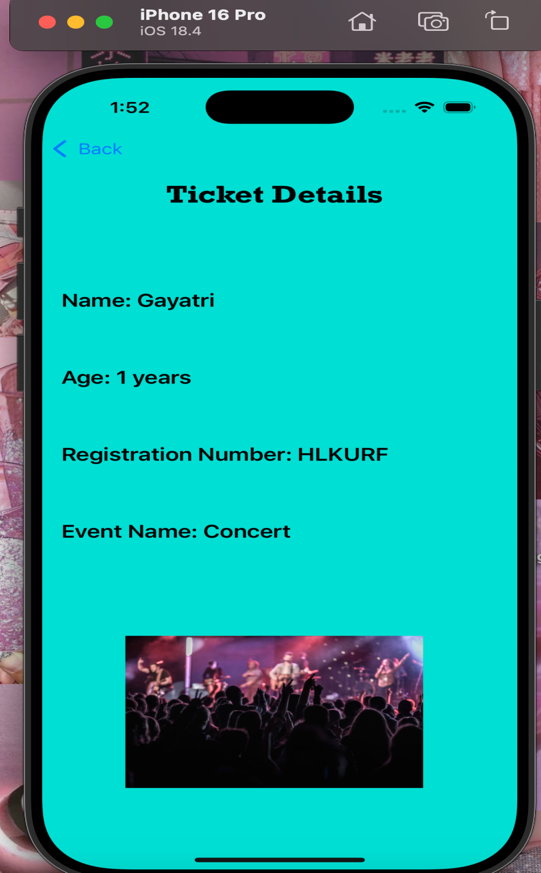 iPhone 16 Pro
iOS 18.4
1:52
Back
Ticket Details
Name: Gayatri
Age: 1 years
Registration Number: HLKURF
Event Name: Concert